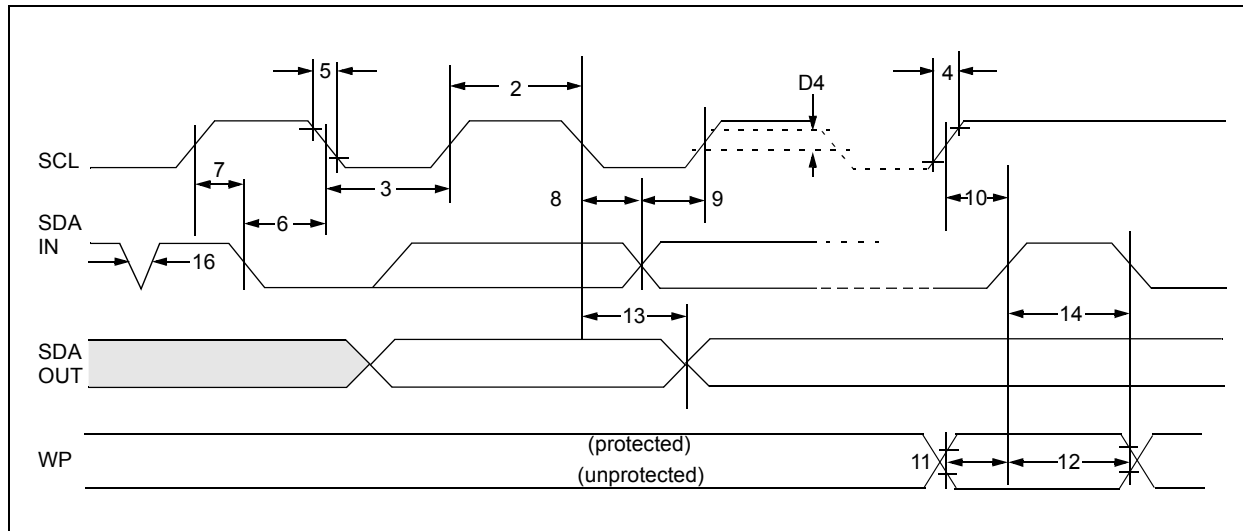 5
2
D4
4
SCL
7
3
8
9
10
6
SDA
IN
16
13
14
SDA
OUT
(protected)
WP
11
12
(unprotected)